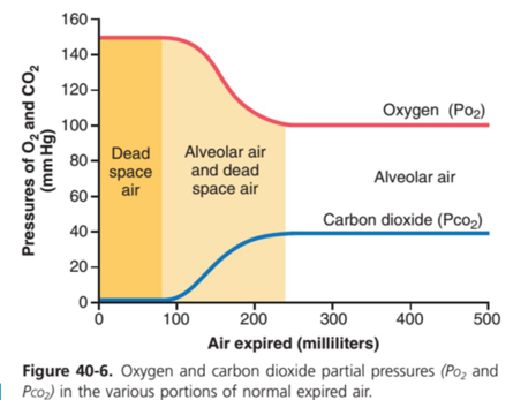 160
140
120
100
80
60
40
20
0
Pressures of O2 and CO2
(mm Hg)
Dead
space
air
Alveolar air
and dead
space air
Oxygen (Po2)
Alveolar air
Carbon dioxide (Pco2)
0 100 200 300 400 500
Air expired (milliliters)
Figure 40-6. Oxygen and carbon dioxide partial pressures (Po2 and
Pco2) in the various portions of normal expired air.